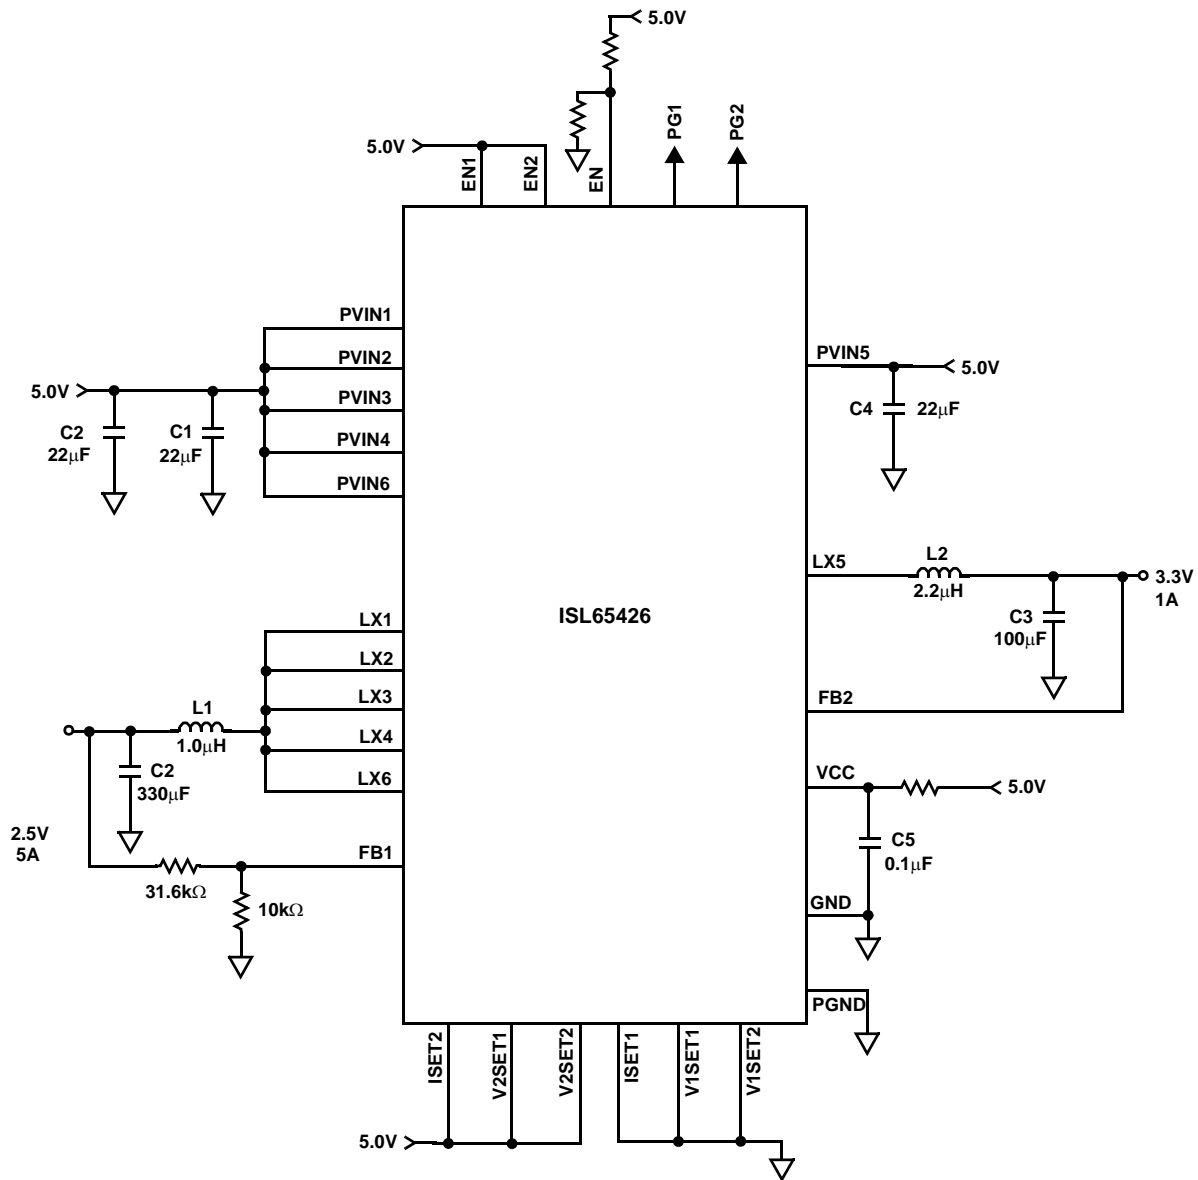 5.0V
PG1
PG2
5.0V
EN1
EN2
EN
PVIN1
PVIN2
PVIN3
PVIN4
PVIN6
5.0V
C2
22µF
C1
22µF
PVIN5
5.0V
C4
22µF
ISL65426
LX5
L2
2.2µH
3.3V
1A
C3
100µF
FB2
LX1
LX2
LX3
LX4
LX6
L1
1.0µH
C2
330µF
2.5V
5A
FB1
31.6kΩ
10kΩ
VCC
5.0V
C5
0.1µF
GND
PGND
ISET2
V2SET1
V2SET2
ISET1
V1SET1
V1SET2
5.0V